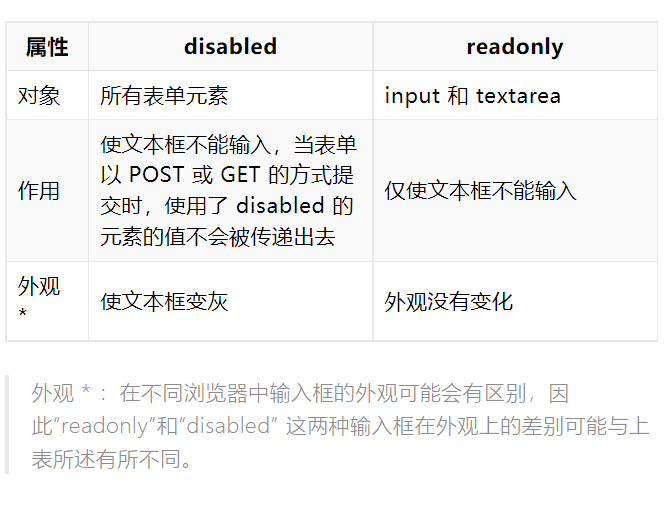 属性 disabled readonly
对象 所有表单元素 input 和 textarea
作用 使文本框不能输入，当表单
以 POST 或 GET 的方式提
交时，使用了 disabled 的
元素的值不会被传递出去 仅使文本框不能输入
外观
* 使文本框变灰 外观没有变化
外观 * ：在不同浏览器中输入框的外观可能会有区别，因
此“readonly”和“disabled” 这两种输入框在外观上的差别可能与上
表所述有所不同。